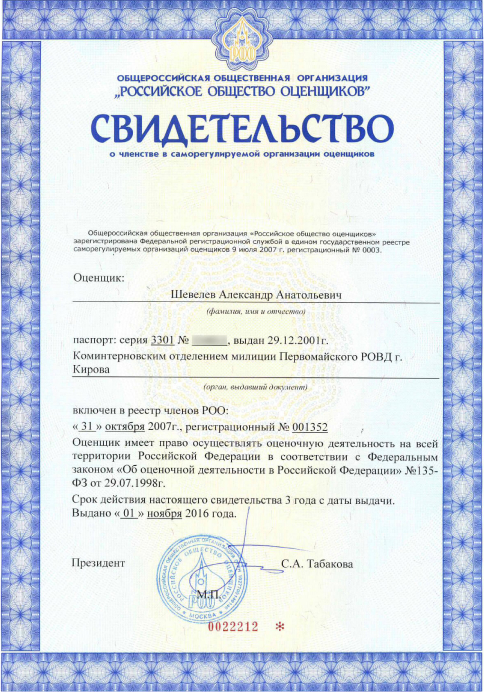 ОБЩЕРОССИЙСКАЯ ОБЩЕСТВЕННАЯ ОРГАНИЗАЦИЯ
„РОССИЙСКОЕ ОБЩЕСТВО ОЦЕНЩИКОВ”
СВИДЕТЕЛЬСТВО
о членстве в саморегулируемой организации оценщиков
Общероссийская общественная организация «Российское общество оценщиков»
зарегистрирована Федеральной регистрационной службой в едином государственном реестре
саморегулируемых организаций оценщиков 9 июля 2007 г. регистрационный № 0003.
Оценщик:
Шевелев Александр Анатольевич
(фамилия, имя и отчество)
паспорт: серия 3301 № , выдан 29.12.2001г.
Коминтерновским отделением милиции Первомайского РОВД г.
Кирова
(орган, выдавший документ)
включен в реестр членов РОО:
« 31 » октября 2007г., регистрационный № 001352
Оценщик имеет право осуществлять оценочную деятельность на всей
территории Российской Федерации в соответствии с Федеральным
законом «Об оценочной деятельности в Российской Федерации» №135-
ФЗ от 29.07.1998г.
Срок действия настоящего свидетельства 3 года с даты выдачи.
Выдано « 01 » ноября 2016 года.
Президент
С.А. Табакова
М.П.
РОО
МОСКВА
0022212 *